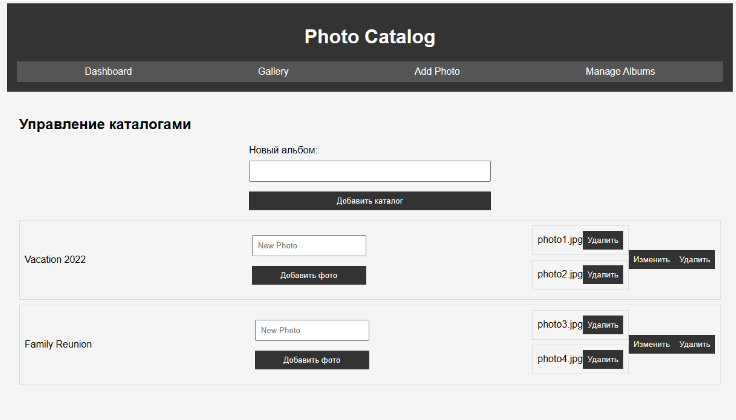 Photo Catalog
Dashboard Gallery Add Photo Manage Albums
Управление каталогами
Новый альбом:
Добавить каталог
Vacation 2022
New Photo
Добавить фото
photo1.jpg Удалить
photo2.jpg Удалить
Изменить Удалить
Family Reunion
New Photo
Добавить фото
photo3.jpg Удалить
photo4.jpg Удалить
Изменить Удалить